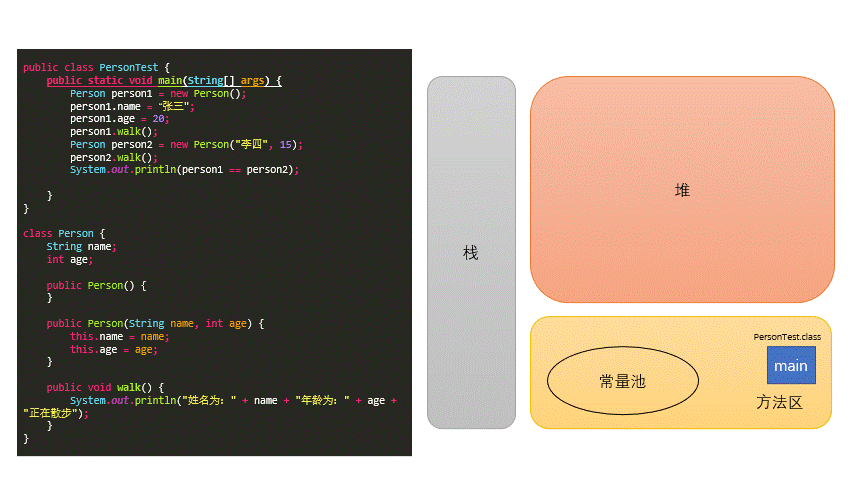 public class PersonTest {
public static void main(String[] args) {
Person person1 = new Person();
person1.name = "张三";
person1.age = 20;
person1.walk();
Person person2 = new Person("李四", 15);
person2.walk();
System.out.println(person1 == person2);
}
}
class Person {
String name;
int age;
public Person() {
}
public Person(String name, int age) {
this.name = name;
this.age = age;
}
public void walk() {
System.out.println("姓名为：" + name + "年龄为：" + age +
"正在散步");
}
}
栈
堆
PersonTest.class
main
常量池
方法区